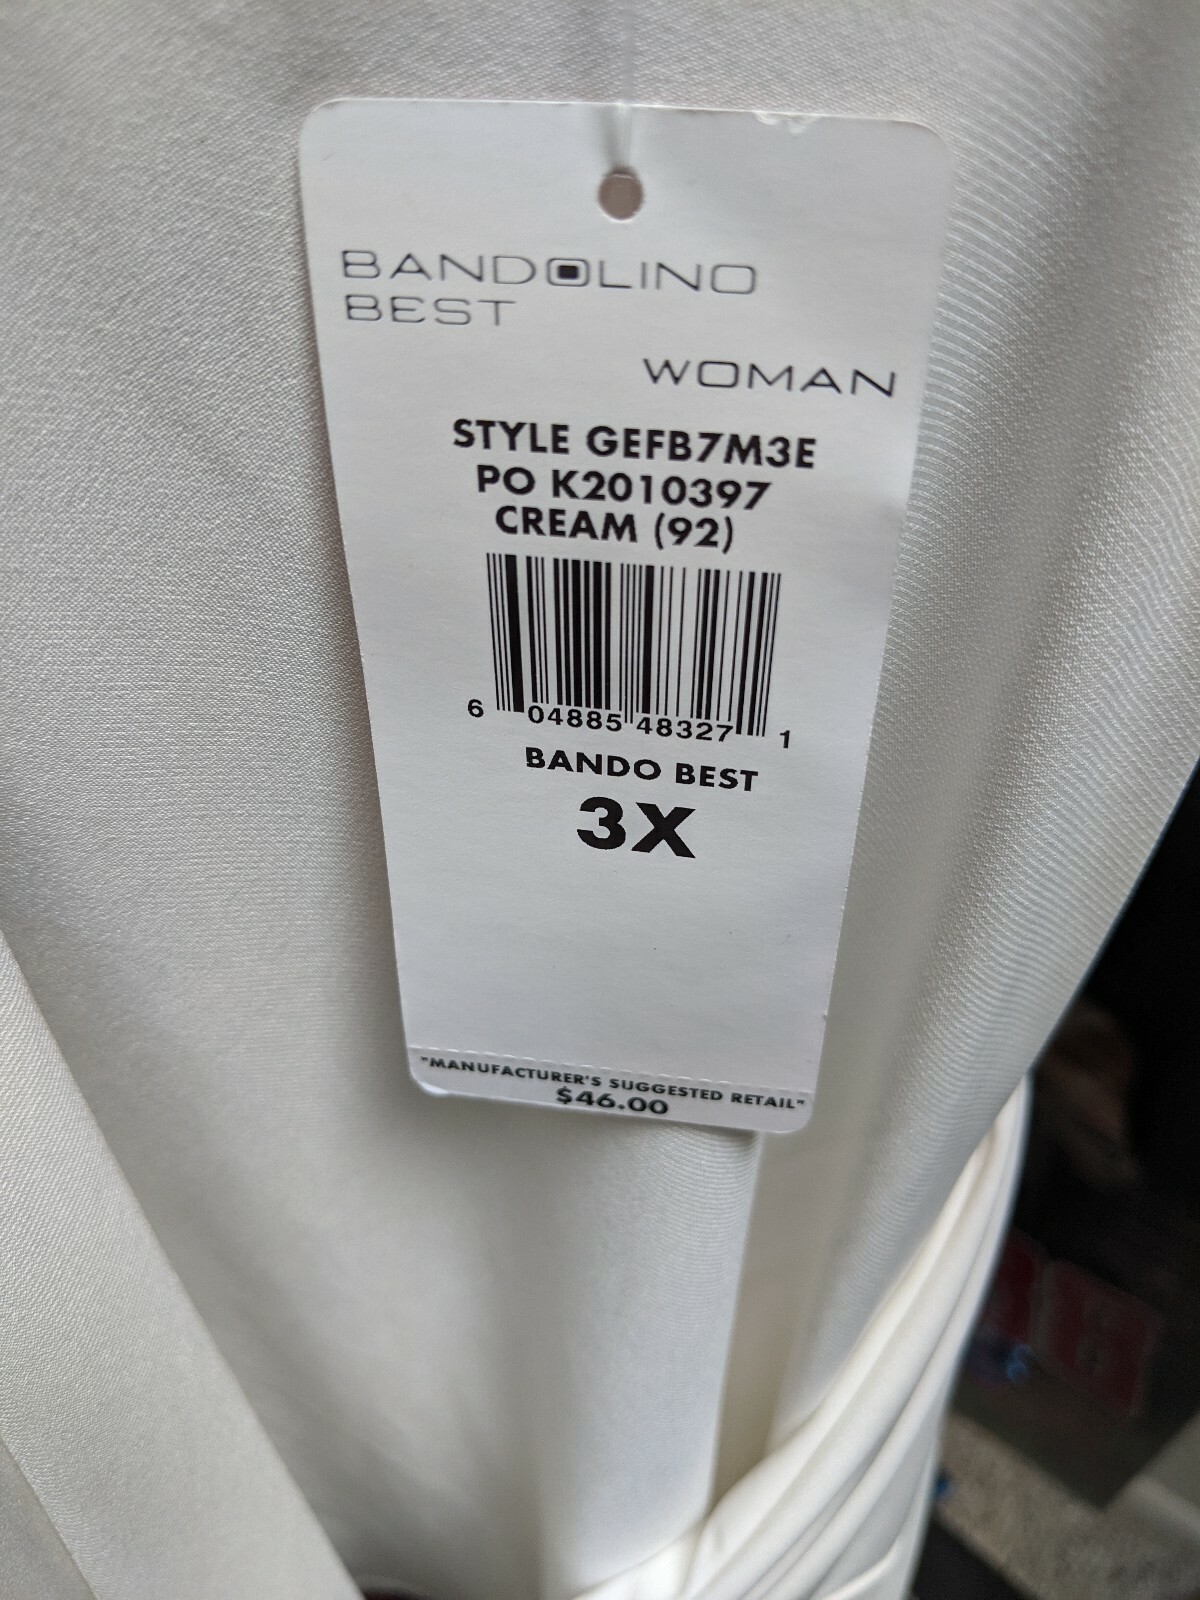 BANDOLINO
BEST
WOMAN
STYLE GEFB7M3E
PO K2010397
CREAM (92)
6 04885 48327 1
BANDO BEST
3X
"MANUFACTURER'S SUGGESTED RETAIL"
$46.00